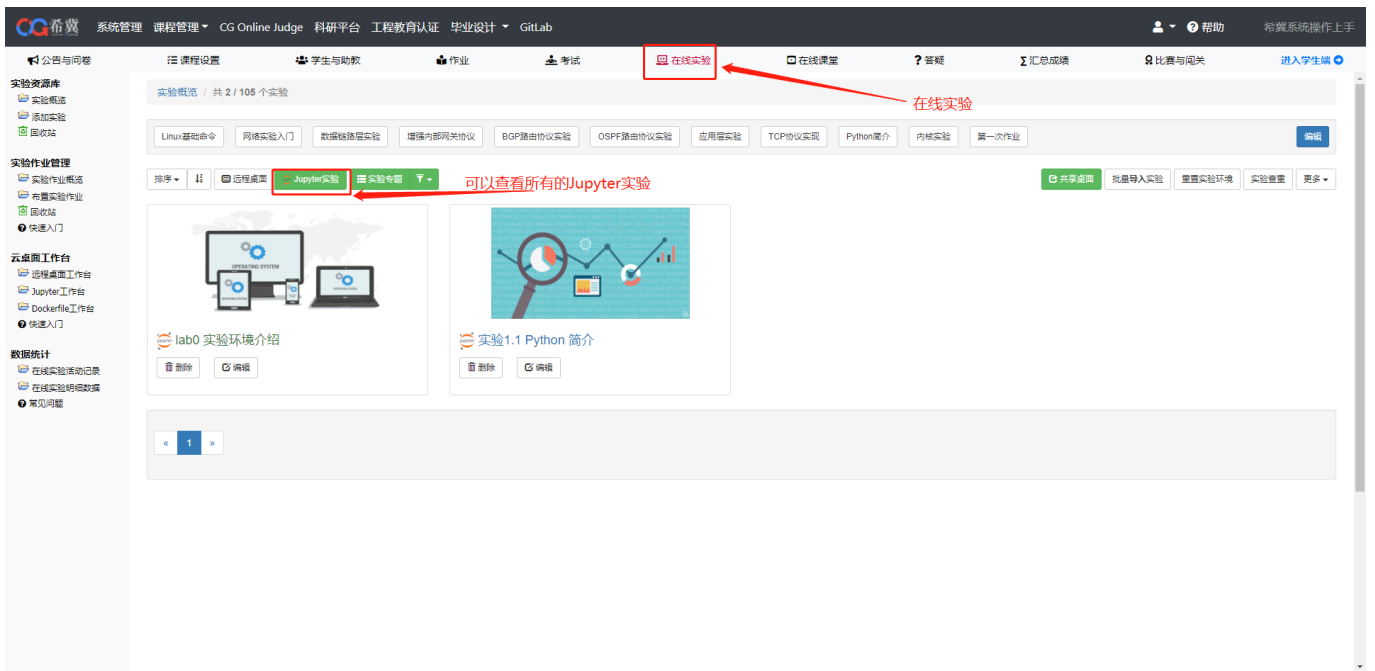 CG希冀 系统管理 课程管理 CG Online Judge 科研平台 工程教育认证 毕业设计 GitLab 帮助 希冀系统操作上手
公告与问卷 课程设置 学生与助教 作业 考试 在线实验 在线课堂 答疑 汇总成绩 比赛与闯关 进入学生端
实验资源库
实验概览
添加实验
回收站
实验作业管理
实验作业概览
布置实验作业
回收站
快速入门
云桌面工作台
远程桌面工作台
Jupyter工作台
Dockerfile工作台
快速入门
数据统计
在线实验活动记录
在线实验明细数据
常见问题
实验概览 / 共 2 / 105 个实验
在线实验
Linux基础命令 网络实验入门 数据链路层实验 增强内部网关协议 BGP路由协议实验 OSPF路由协议实验 应用层实验 TCP协议实现 Python简介 内核实验 第一次作业 编辑
排序 远程桌面 Jupyter实验 实验专题 可以查看所有的Jupyter实验 共享桌面 批量导入实验 重置实验环境 实验查重 更多
OPERATING SYSTEM
lab0 实验环境介绍
删除 编辑
实验1.1 Python 简介
删除 编辑
« 1 »